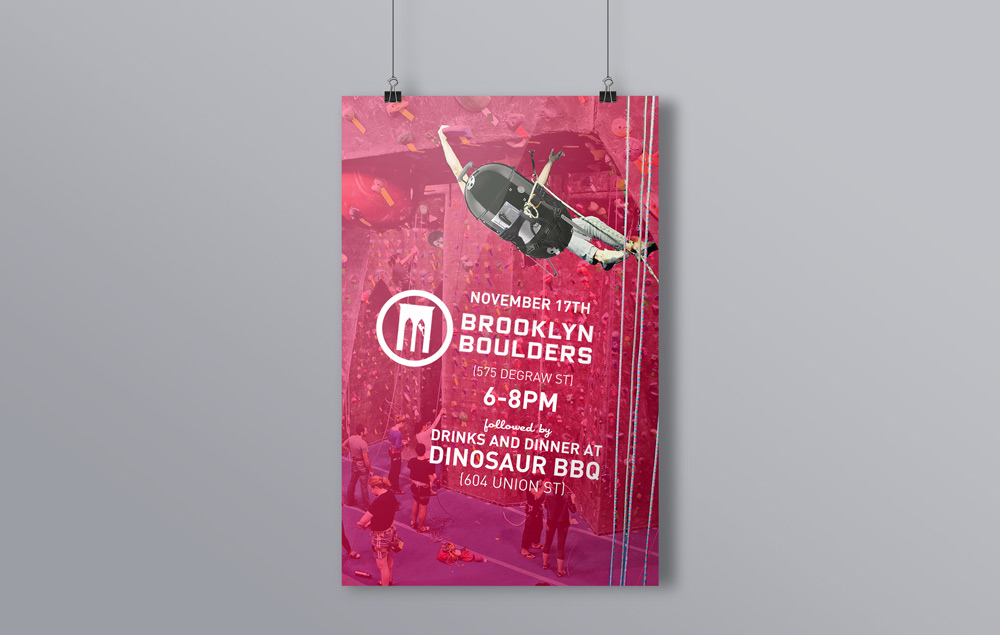 NOVEMBER 17TH
BROOKLYN
BOULDERS
(575 DEGRAW ST)
6-8PM
followed by
DRINKS AND DINNER AT
DINOSAUR BBQ
(604 UNION ST)